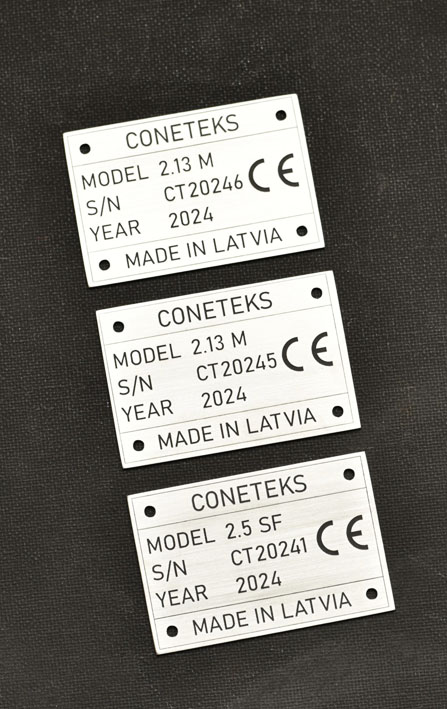 CONETEKS
MODEL 2.13 M
S/N CT20246 CE
YEAR 2024
MADE IN LATVIA
CONETEKS
MODEL 2.13 M
S/N CT20245 CE
YEAR 2024
MADE IN LATVIA
CONETEKS
MODEL 2.5 SF
S/N CT20241 CE
YEAR 2024
MADE IN LATVIA